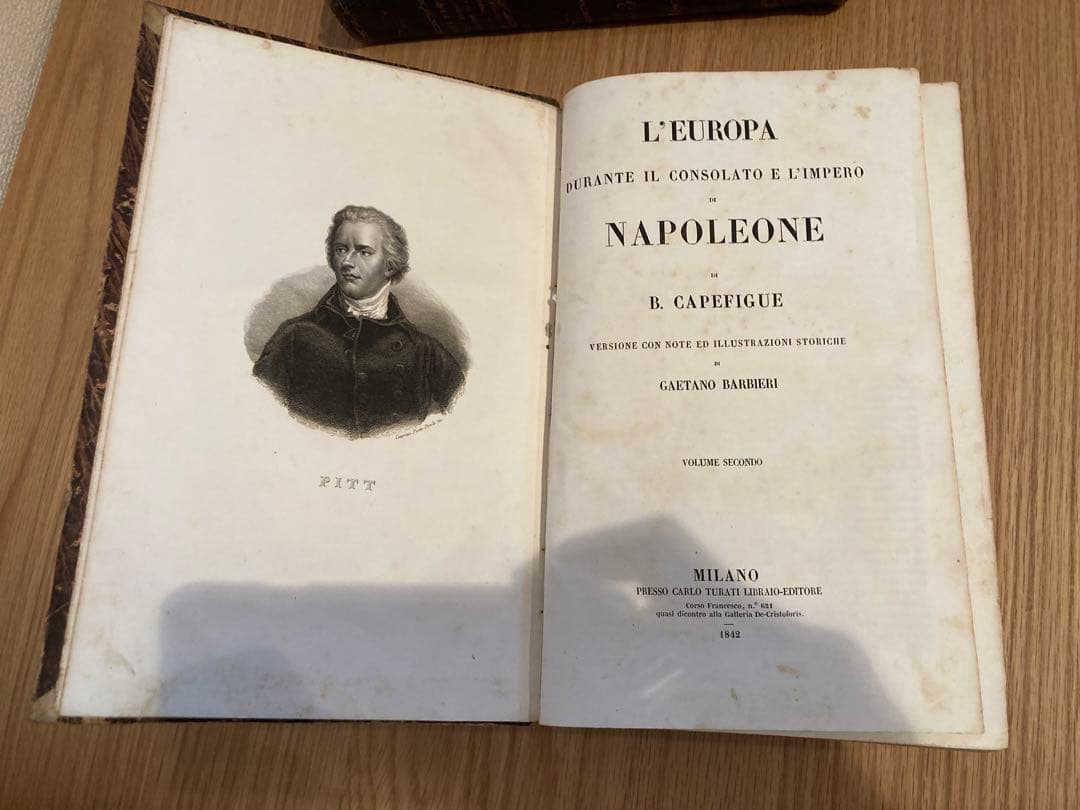 PITT
L'EUROPA
DURANTE IL CONSOLATO E L'IMPERO
DI
NAPOLEONE
DI
B. CAPEFIGUE
VERSIONE CON NOTE ED ILLUSTRAZIONI STORICHE
DI
GAETANO BARBIERI
VOLUME SECONDO
MILANO
PRESSO CARLO TURATI LIBRAIO-EDITORE
Corso Francesco, n.° 621
quasi dicontro alla Galleria De-Cristoforis.
1842